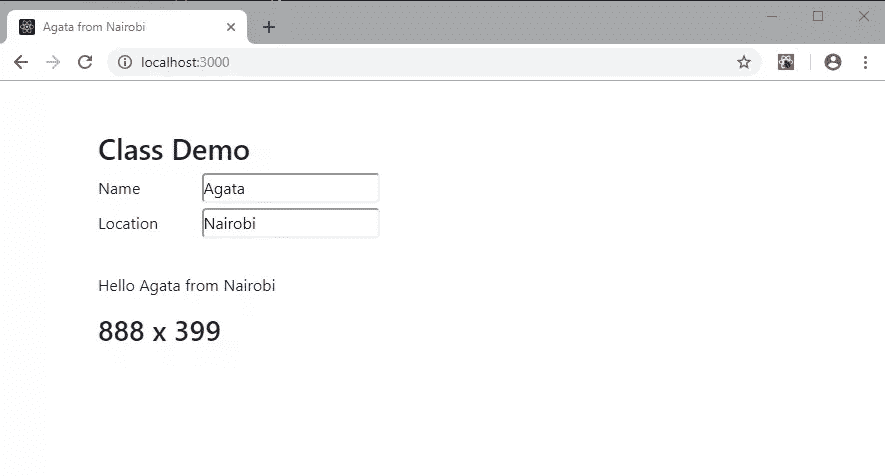 Agata from Nairobi
localhost:3000
Class Demo
Name Agata
Location Nairobi
Hello Agata from Nairobi
888 x 399